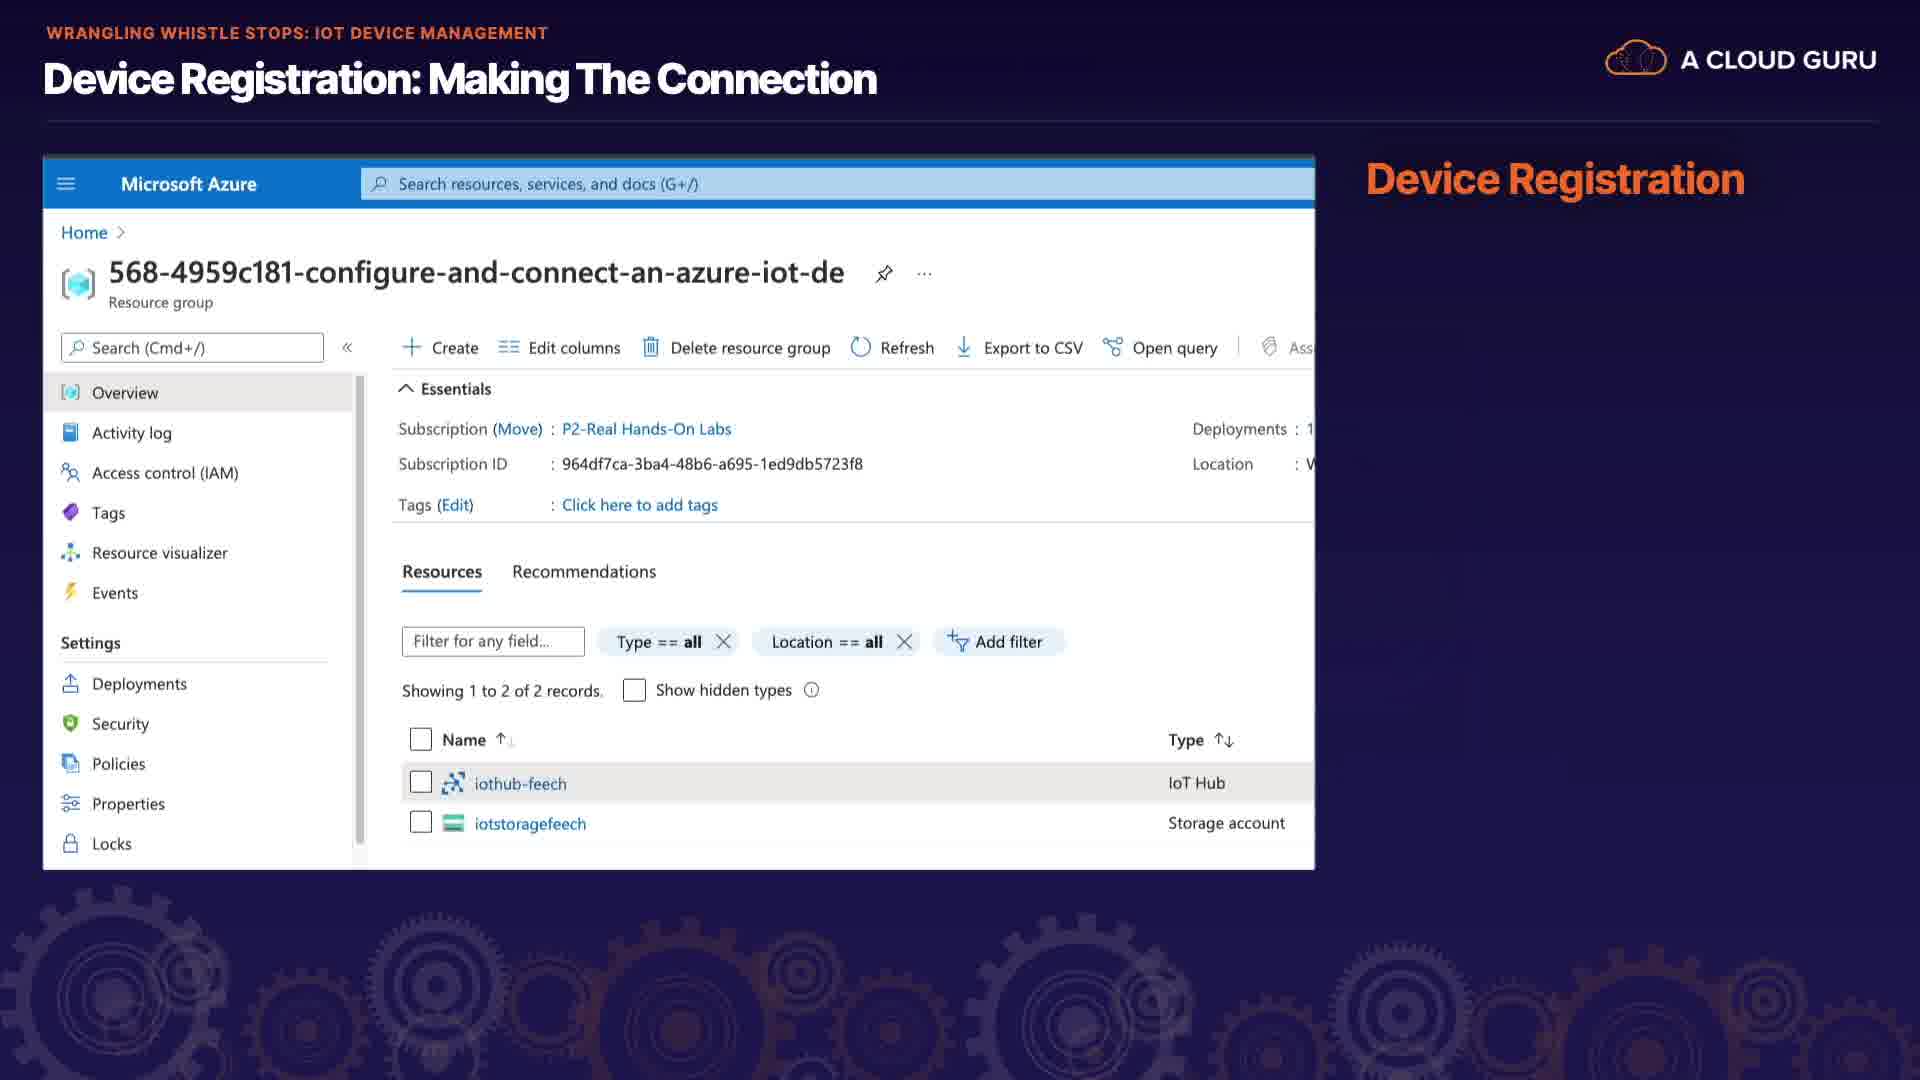 WRANGLING WHISTLE STOPS: IOT DEVICE MANAGEMENT
Device Registration: Making The Connection
A CLOUD GURU
Microsoft Azure
Search resources, services, and docs (G+/)
Device Registration
Home
568-4959c181-configure-and-connect-an-azure-iot-de
Resource group
Search (Cmd+/)
Create Edit columns Delete resource group Refresh Export to CSV Open query Ass
Overview
Activity log
Access control (IAM)
Tags
Resource visualizer
Events
Settings
Deployments
Security
Policies
Properties
Locks
Essentials
Subscription (Move) : P2-Real Hands-On Labs
Deployments : 1
Subscription ID : 964df7ca-3ba4-48b6-a695-1ed9db5723f8
Location : W
Tags (Edit) : Click here to add tags
Resources Recommendations
Filter for any field... Type == all Location == all Add filter
Showing 1 to 2 of 2 records. Show hidden types
Name Type
iothub-feech IoT Hub
iotstoragefeech Storage account